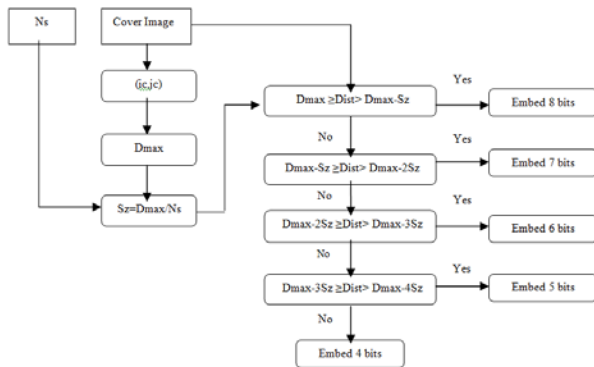 Ns
Cover Image
(ic,jc)
Dmax
Sz=Dmax/Ns
Dmax ≥Dist> Dmax-Sz
Yes
Embed 8 bits
No
Dmax-Sz ≥Dist> Dmax-2Sz
Yes
Embed 7 bits
No
Dmax-2Sz ≥Dist> Dmax-3Sz
Yes
Embed 6 bits
No
Dmax-3Sz ≥Dist> Dmax-4Sz
Yes
Embed 5 bits
No
Embed 4 bits